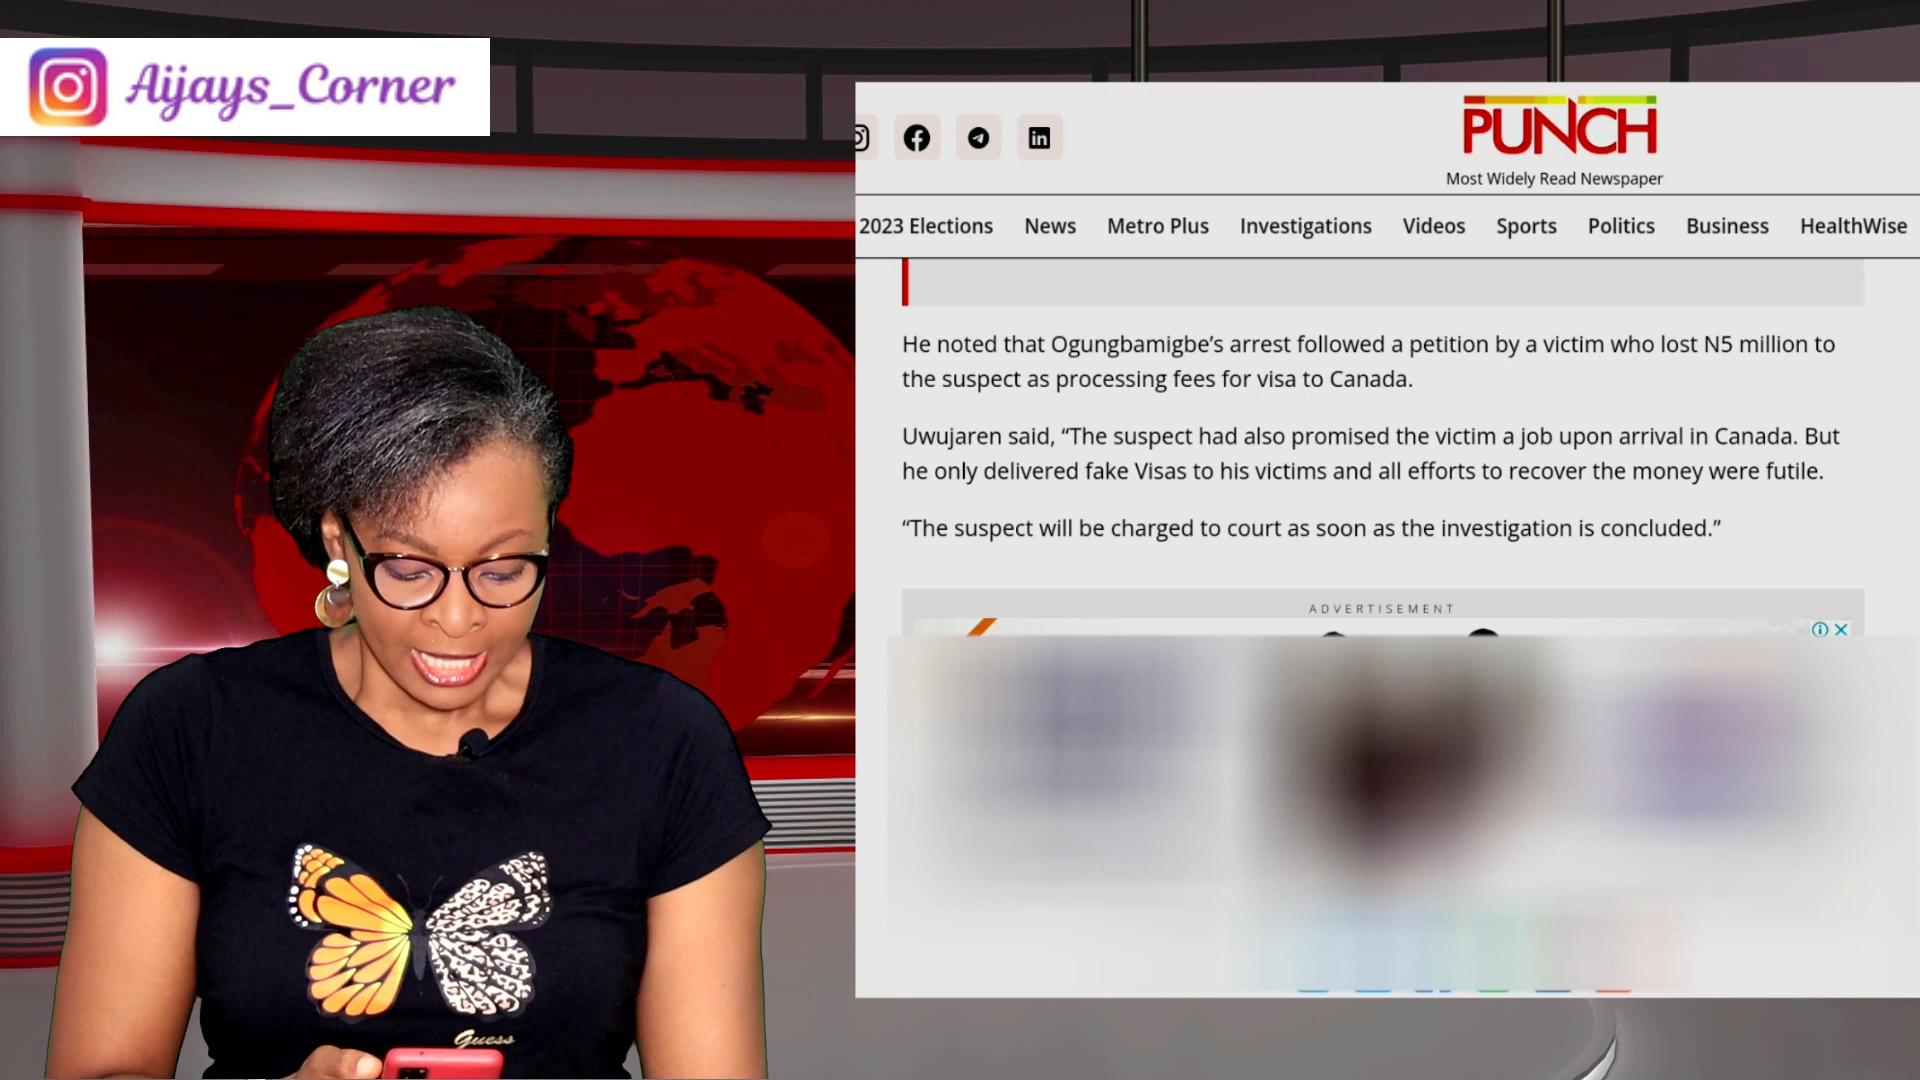 Aijays_Corner
PUNCH
Most Widely Read Newspaper
2023 Elections News Metro Plus Investigations Videos Sports Politics Business HealthWise
He noted that Ogungbamigbe’s arrest followed a petition by a victim who lost N5 million to
the suspect as processing fees for visa to Canada.
Uwujaren said, “The suspect had also promised the victim a job upon arrival in Canada. But
he only delivered fake Visas to his victims and all efforts to recover the money were futile.
“The suspect will be charged to court as soon as the investigation is concluded.”
ADVERTISEMENT
Guess